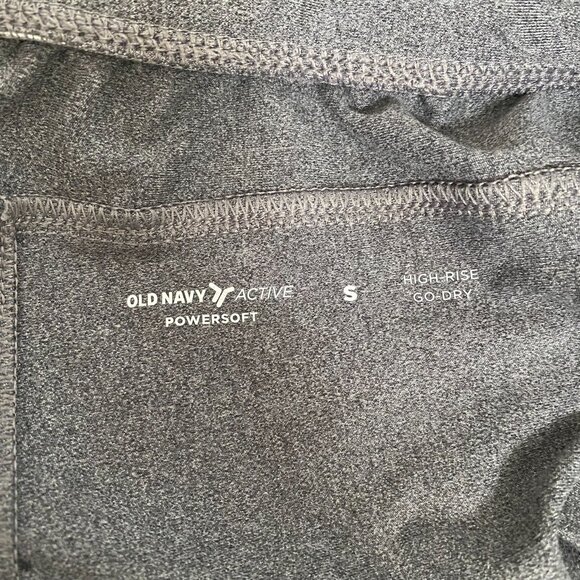 OLD NAVY ACTIVE
POWERSOFT
S
HIGH-RISE
GO-DRY